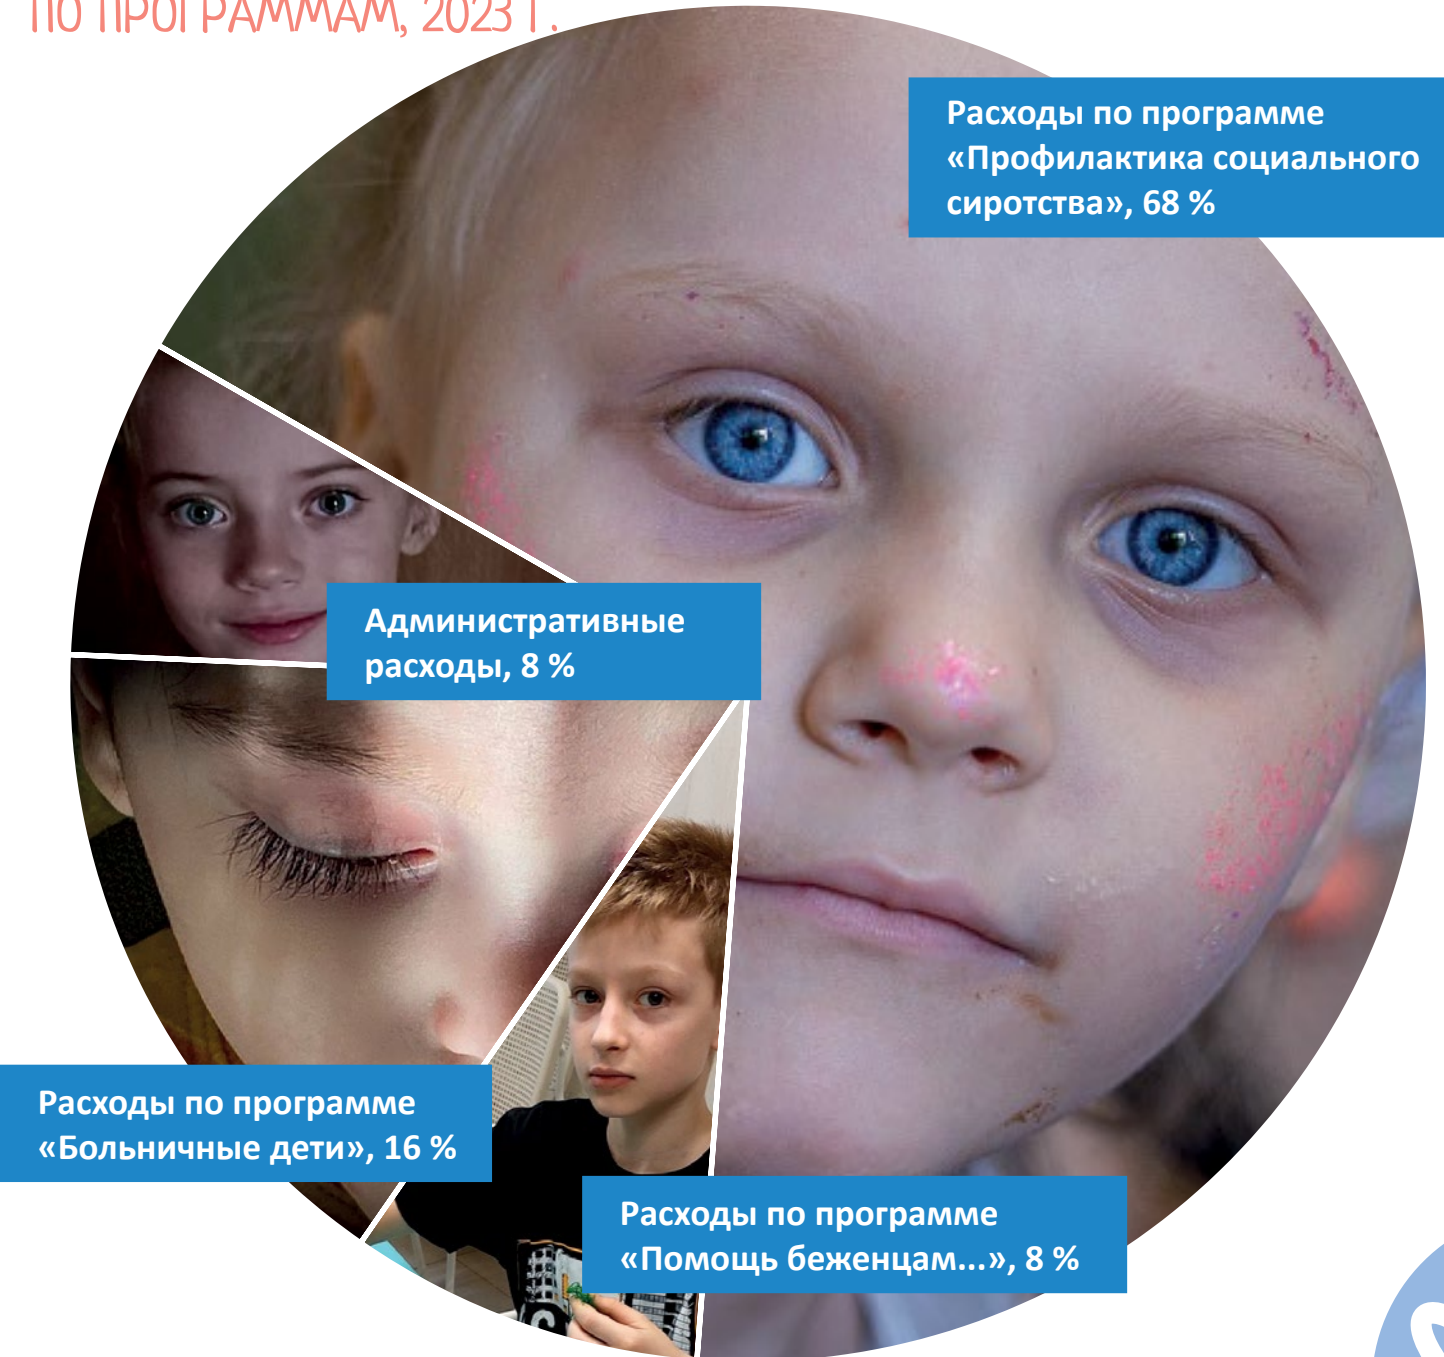 ПО ПРОГРАММАМ, 2023 Г.
Расходы по программе
«Профилактика социального
сиротства», 68 %
Административные
расходы, 8 %
Расходы по программе
«Больничные дети», 16 %
Расходы по программе
«Помощь беженцам...», 8 %